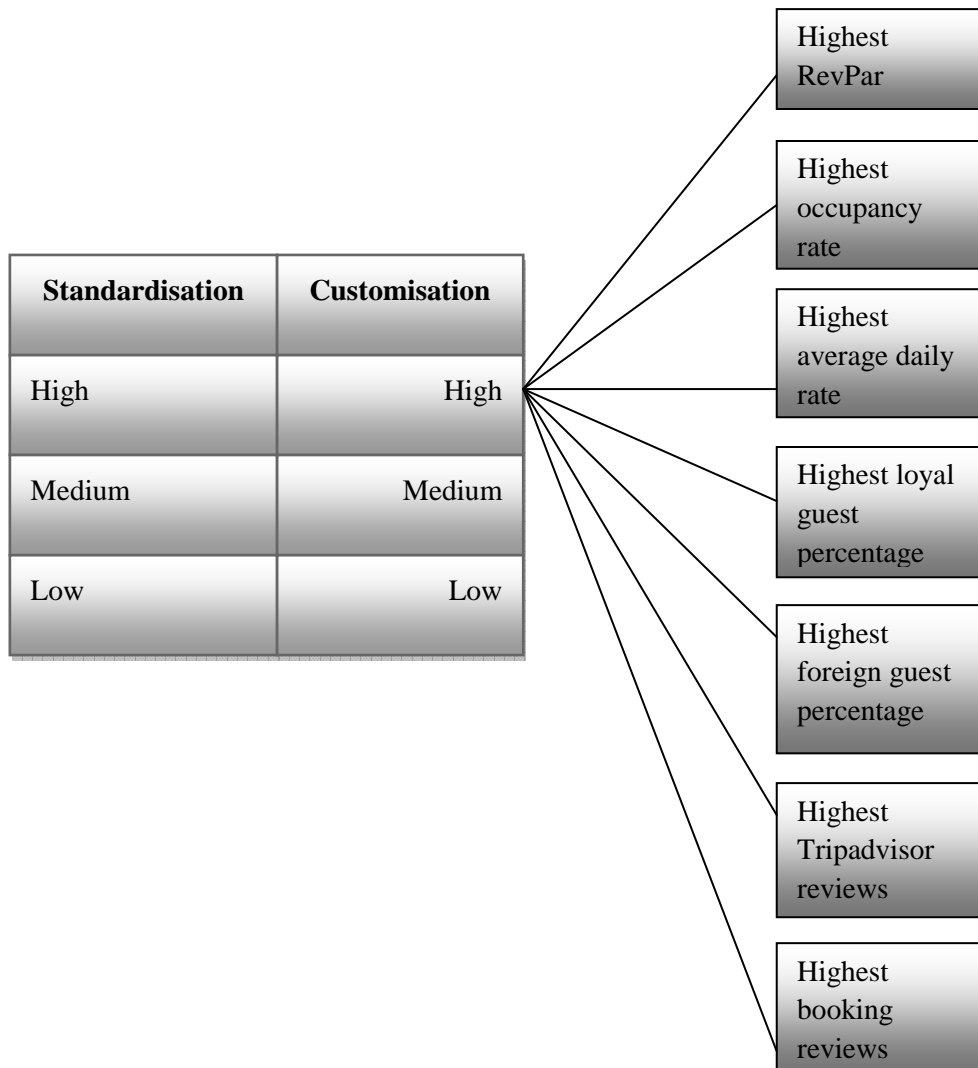 Standardisation Customisation
High High
Medium Medium
Low Low
Highest
RevPar
Highest
occupancy
rate
Highest
average daily
rate
Highest loyal
guest
percentage
Highest
foreign guest
percentage
Highest
Tripadvisor
reviews
Highest
booking
reviews